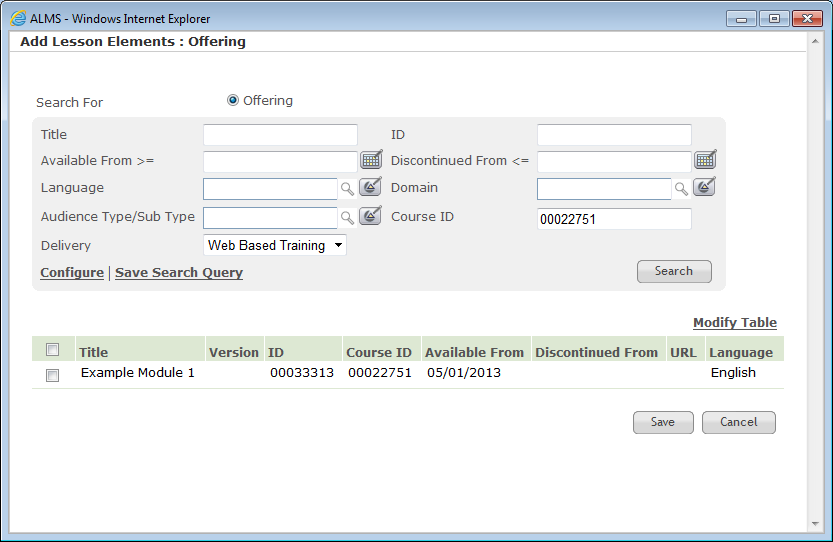 ALMS - Windows Internet Explorer
Add Lesson Elements : Offering
Search For Offering
Title ID
Available From >= Discontinued From <=
Language Domain
Audience Type/Sub Type Course ID 00022751
Delivery Web Based Training
Configure | Save Search Query Search
Modify Table
Title Version ID Course ID Available From Discontinued From URL Language
Example Module 1 00033313 00022751 05/01/2013 English
Save Cancel